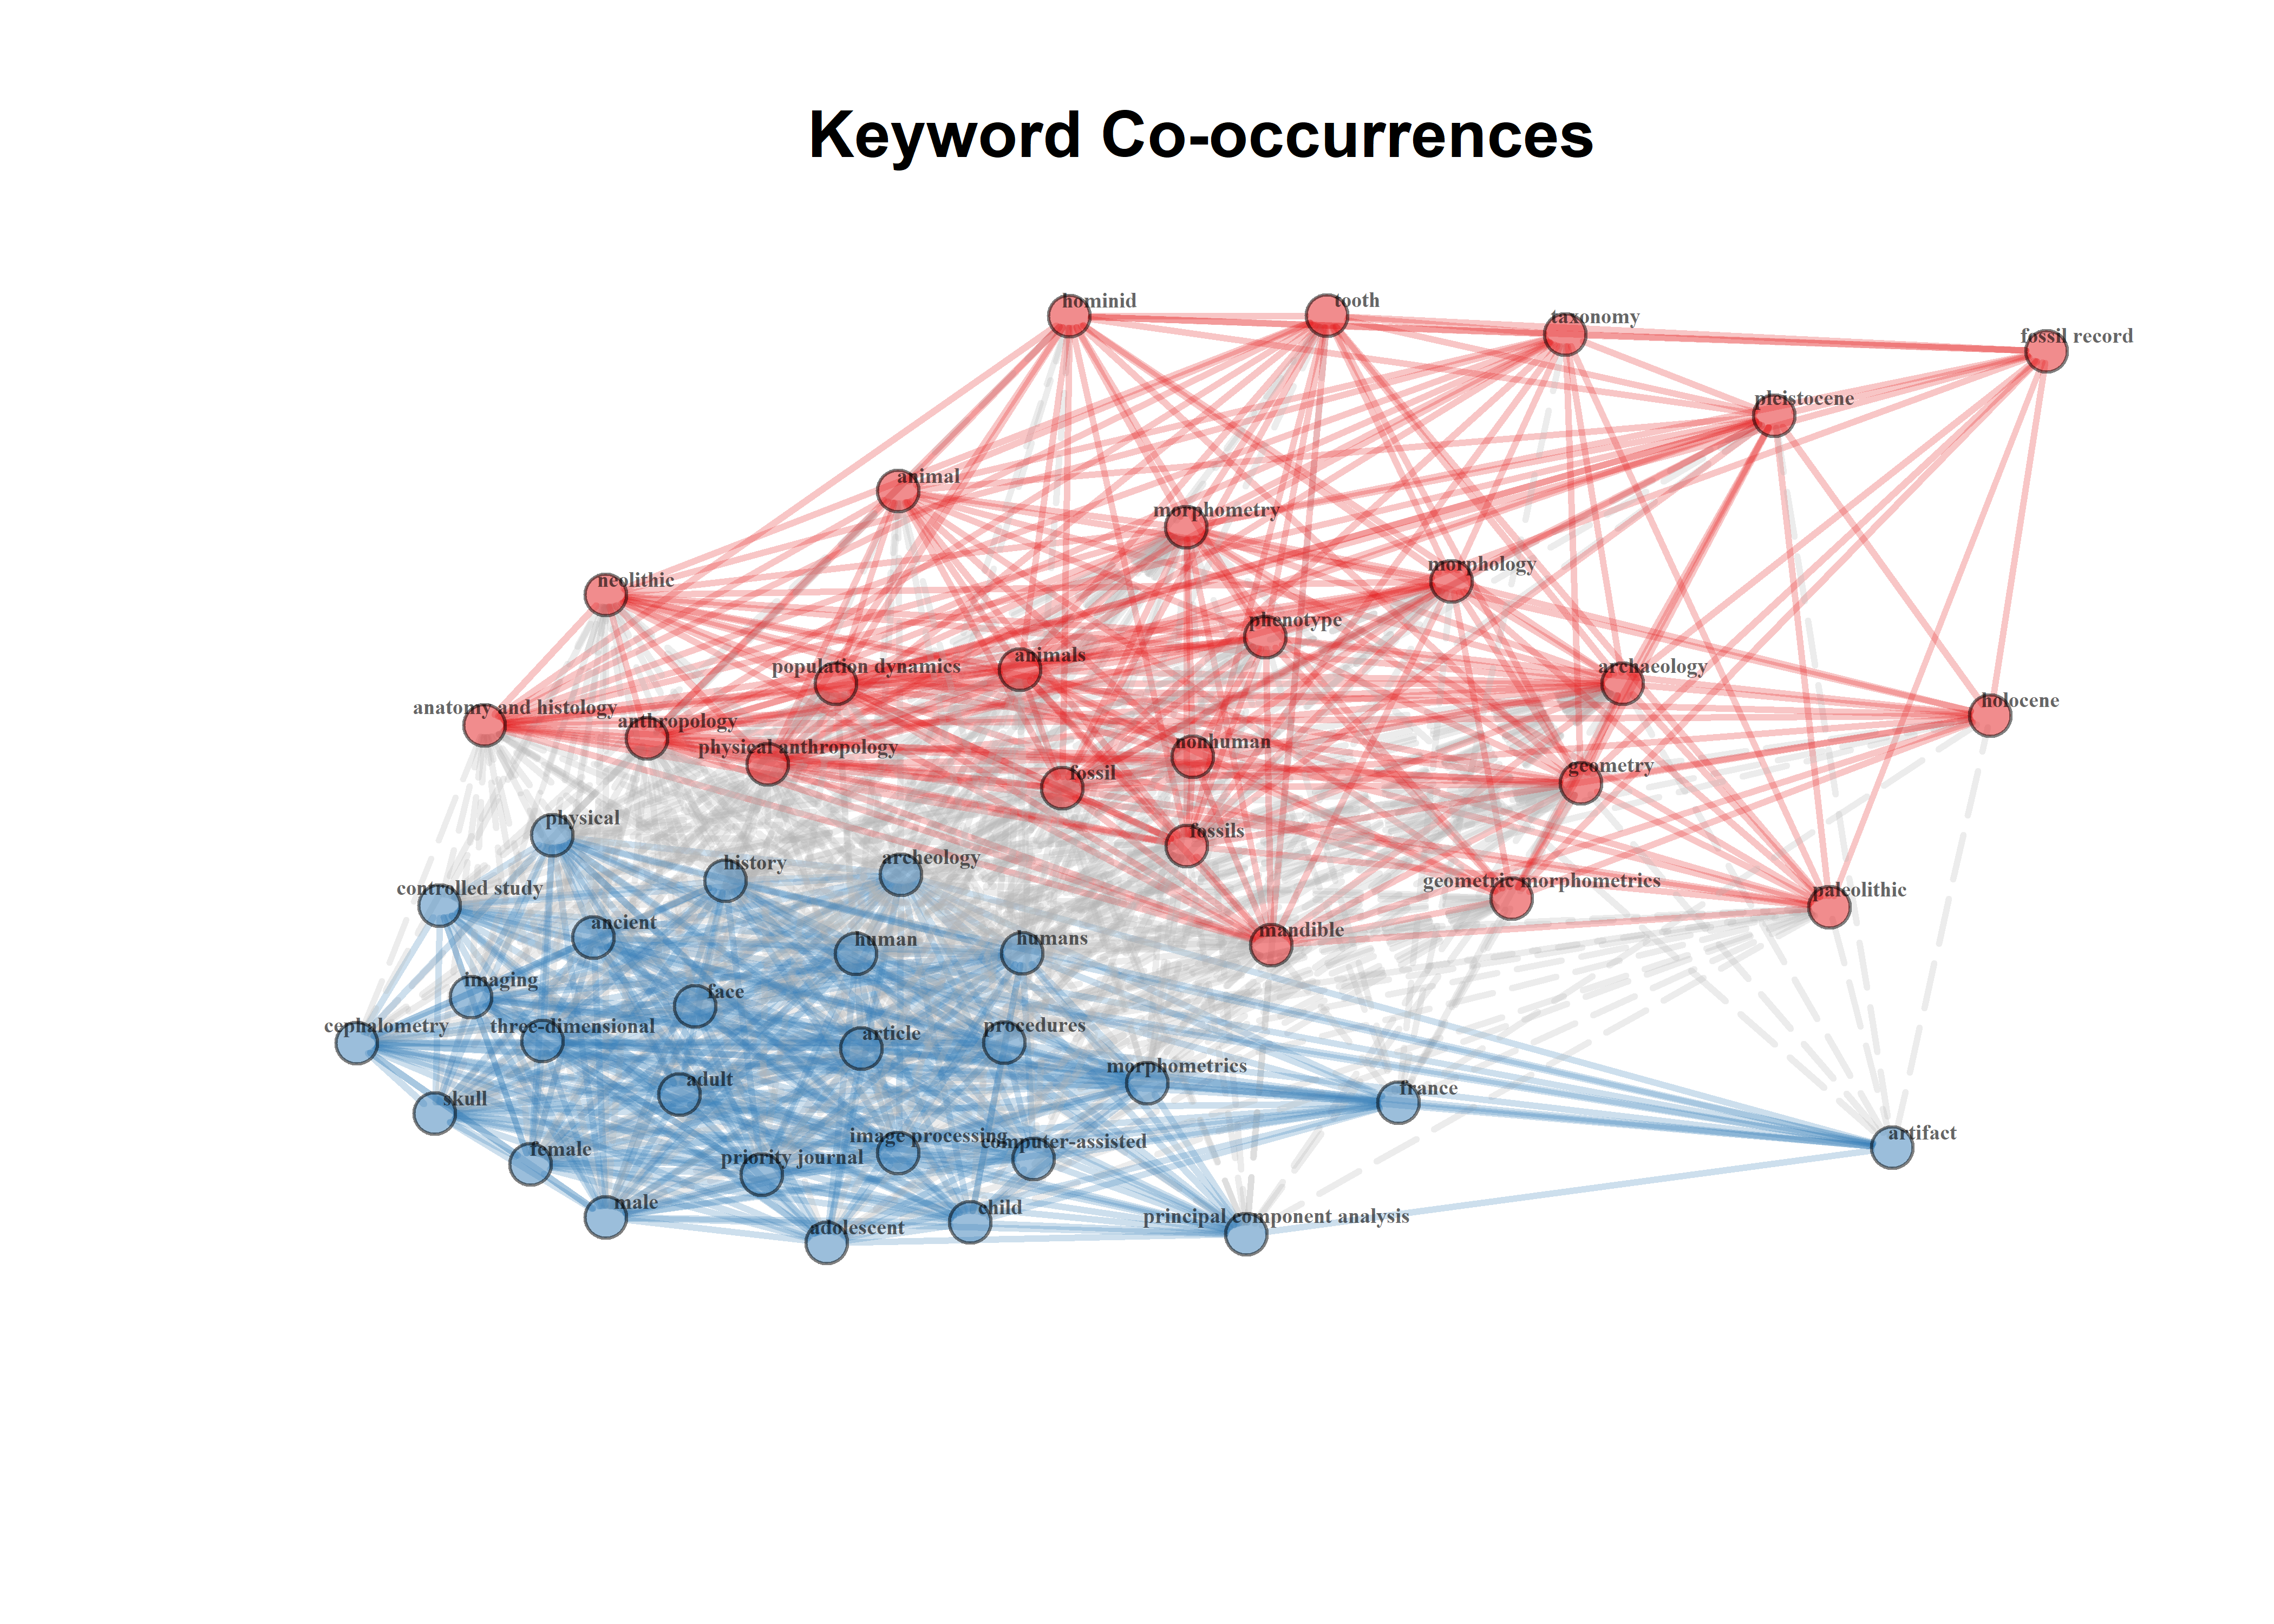 Keyword Co-occurrences
hominid
tooth
taxonomy
fossil record
pleistocene
animal
morphometry
morphology
neolithic
phenotype
animals
population dynamics
archaeology
holocene
anatomy and histology
anthropology
physical anthropology
nonhuman
fossil
geometry
physical
fossils
history
archeology
controlled study
geometric morphometrics
paleolithic
ancient
human
humans
mandible
imaging
face
cephalometry
three-dimensional
article
procedures
morphometrics
adult
skull
france
image processing
computer-assisted
artifact
female
priority journal
male
child
adolescent
principal component analysis